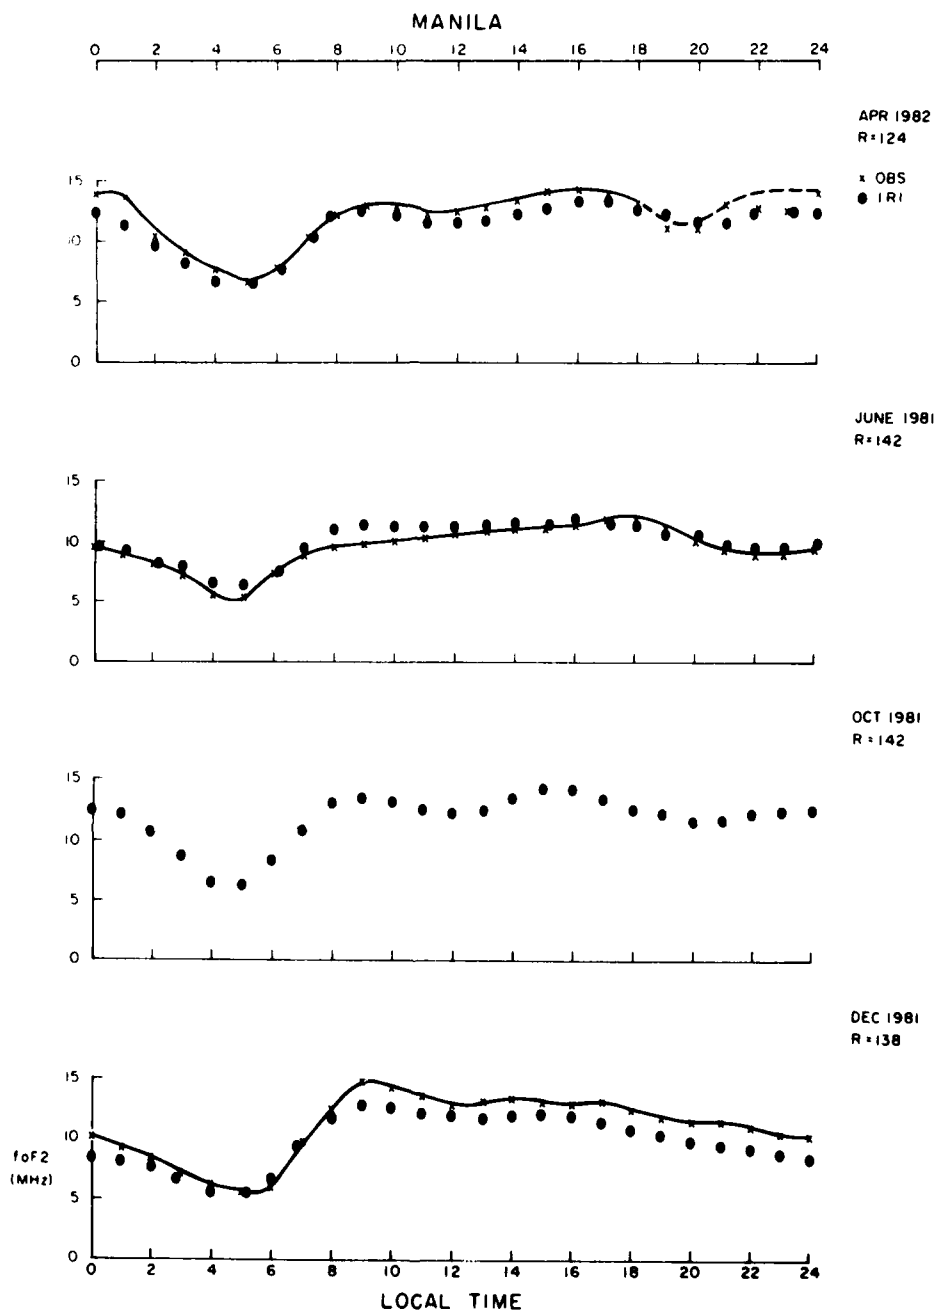 MANILA
0 2 4 6 8 10 12 14 16 18 20 22 24
APR 1982
R=124
x OBS
IRI
15
10
5
0
JUNE 1981
R=142
15
10
5
0
OCT 1981
R=142
15
10
5
0
DEC 1981
R=138
15
10
foF2
(MHz)
5
0
0 2 4 6 8 10 12 14 16 18 20 22 24
LOCAL TIME